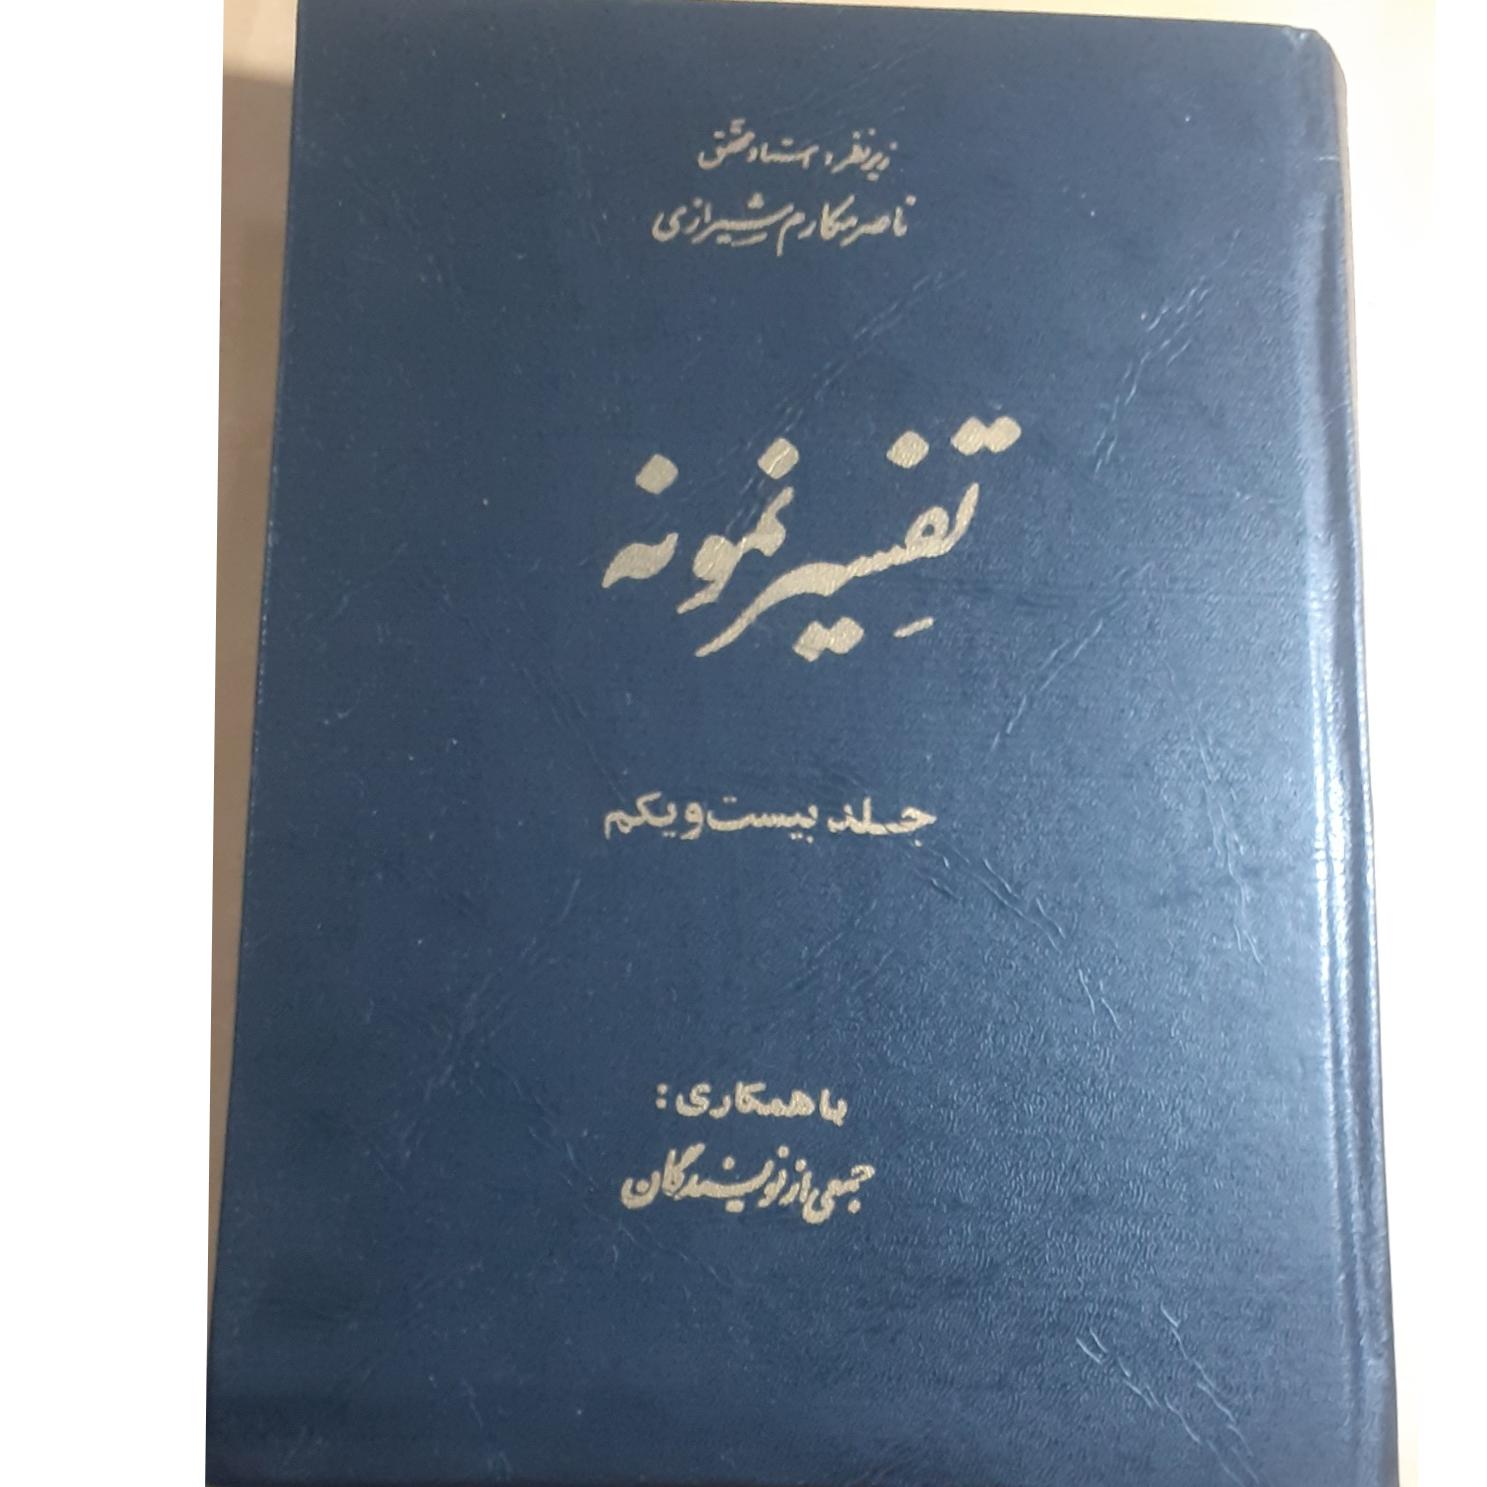 زیر نظر: استاد محقق
ناصر مکارم شیرازی
تفسیر نمونه
جلد بیست و یکم
با همکاری:
جمعی از نویسندگان